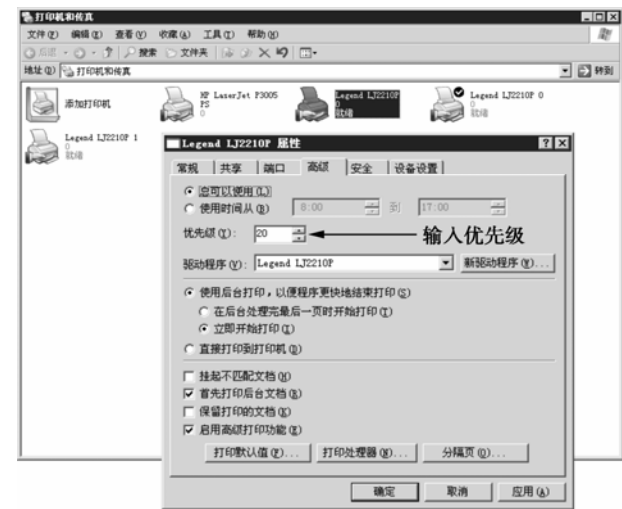 打印机和传真
文件(F) 编辑(E) 查看(V) 收藏(A) 工具(T) 帮助(H)
后退 搜索 文件夹
地址(D) 打印机和传真 转到
添加打印机
HP LaserJet P3005
PS
0
Legend LJ2210P
0
就绪
Legend LJ2210P 0
0
就绪
Legend LJ2210P 1
0
就绪
Legend LJ2210P 属性
常规 共享 端口 高级 安全 设备设置
总可以使用(L)
使用时间从(B) 8:00 到 17:00
优先级(Y): 20 输入优先级
驱动程序(V): Legend LJ2210P 新驱动程序(W)...
使用后台打印，以便程序更快地结束打印(S)
在后台处理完最后一页时开始打印(T)
立即开始打印(I)
直接打印到打印机(D)
挂起不匹配文档(H)
首先打印后台文档(R)
保留打印的文档(K)
启用高级打印功能(E)
打印默认值(F)... 打印处理器(N)... 分隔页(O)...
确定 取消 应用(A)